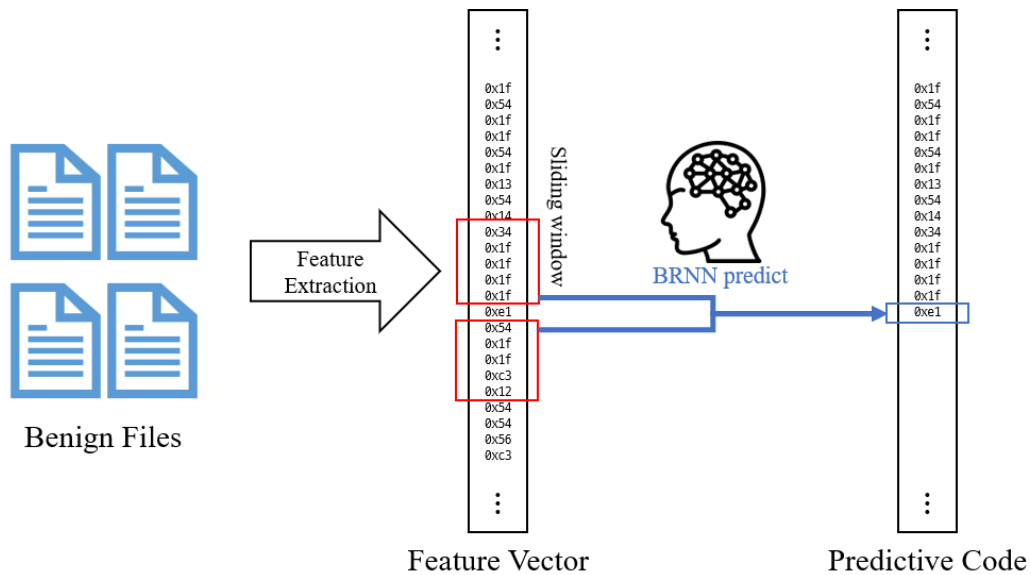 Benign Files
Feature
Extraction
⋮
0x1f
0x54
0x1f
0x1f
0x54
0x1f
0x13
0x54
0x14
0x34
0x1f
0x1f
0x1f
0x1f
0xe1
0x54
0x1f
0x1f
0xc3
0x12
0x54
0x54
0x56
0xc3
⋮
Feature Vector
Sliding window
BRNN predict
⋮
0x1f
0x54
0x1f
0x1f
0x54
0x1f
0x13
0x54
0x14
0x34
0x1f
0x1f
0x1f
0x1f
0xe1
⋮
Predictive Code